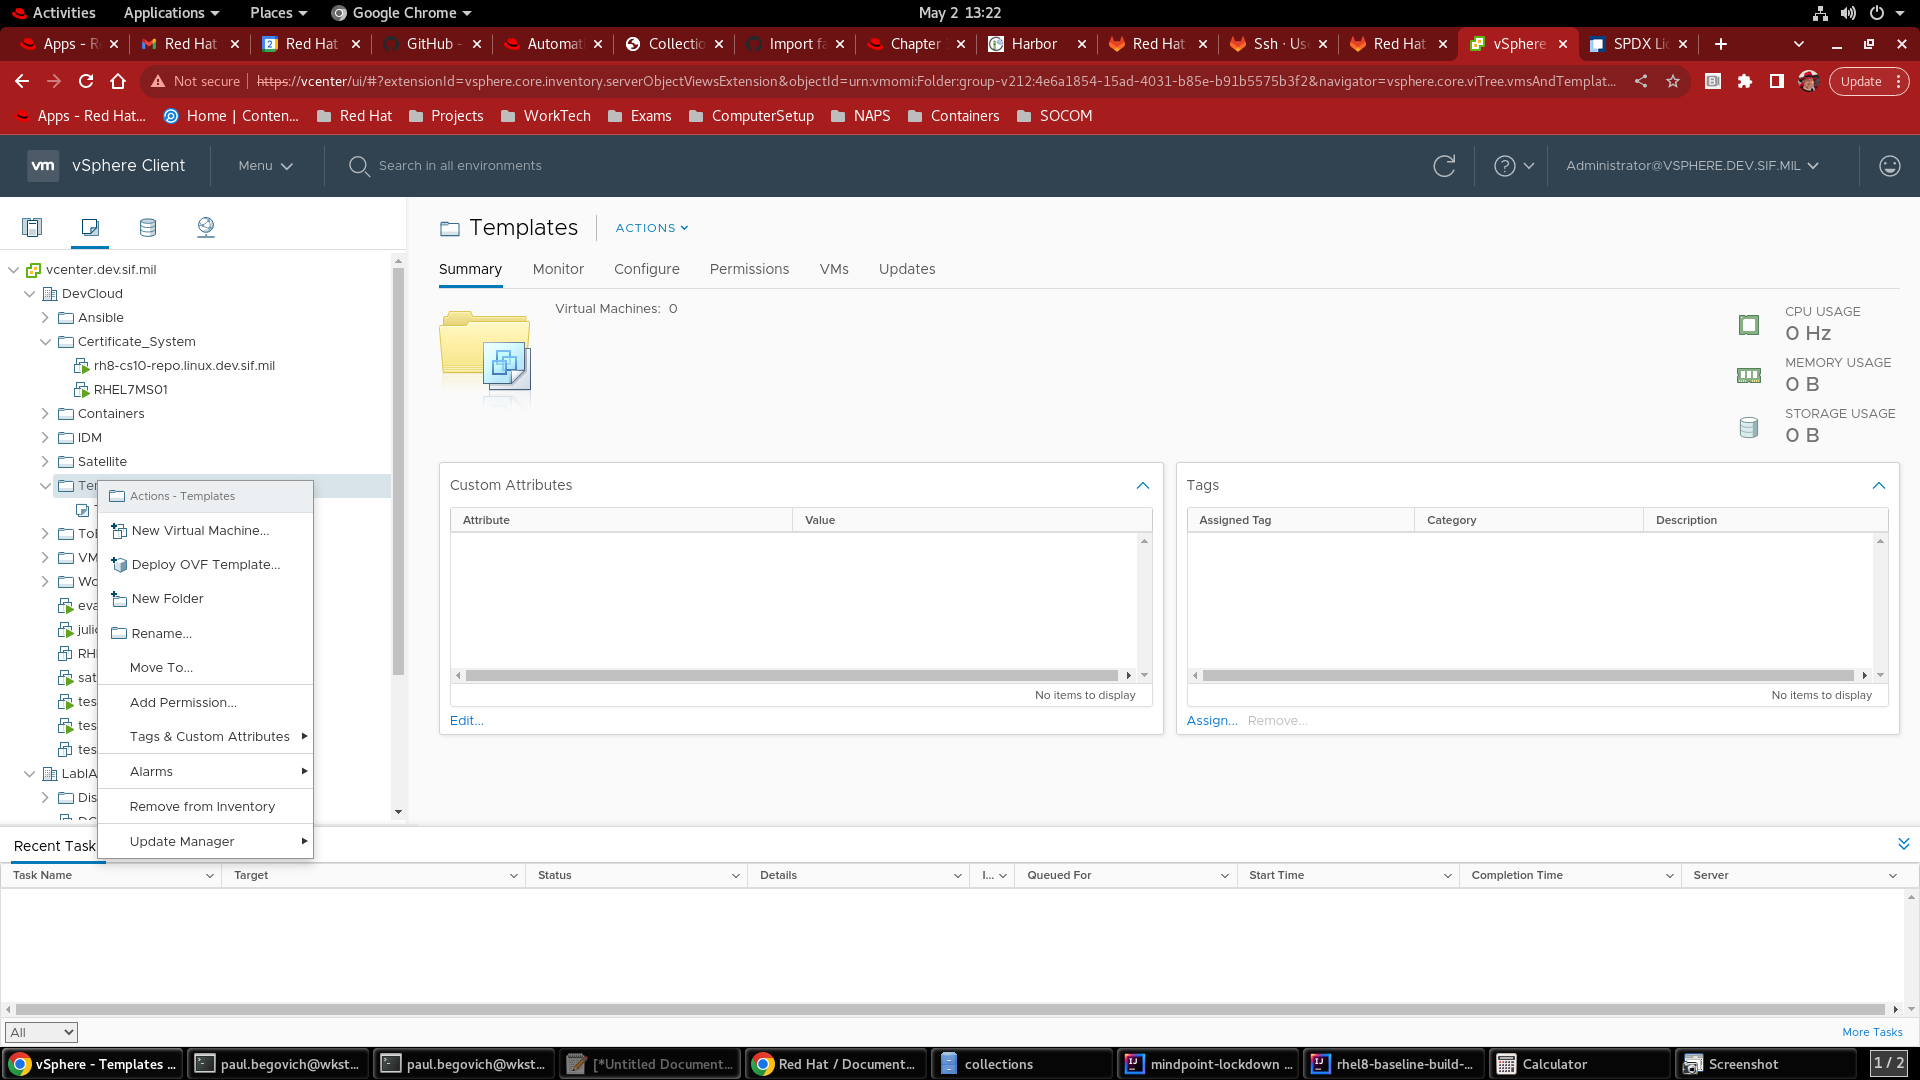 Activities Applications Places Google Chrome May 2 13:22
Apps - R Red Hat Red Hat GitHub - Automat Collectio Import fa Chapter Harbor Red Hat Ssh · Us Red Hat vSphere SPDX Li
Not secure https://vcenter/ui/#?extensionId=vsphere.core.inventory.serverObjectViewsExtension&objectId=urn:vmomi:Folder:group-v212:4e6a1854-15ad-4031-b85e-b91b5575b3f2&navigator=vsphere.core.viTree.vmsAndTemplat... Update
Apps - Red Hat... Home | Conten... Red Hat Projects WorkTech Exams ComputerSetup NAPS Containers SOCOM
vm vSphere Client Menu Search in all environments Administrator@VSPHERE.DEV.SIF.MIL
Templates ACTIONS
Summary Monitor Configure Permissions VMs Updates
vcenter.dev.sif.mil
DevCloud
Ansible
Certificate_System
rh8-cs10-repo.linux.dev.sif.mil
RHEL7MS01
Containers
IDM
Satellite
Tem
ToB
VM
Wo
eva
julio
RHE
sat
tes
tes
tes
LabIA
Dis
Actions - Templates
New Virtual Machine...
Deploy OVF Template...
New Folder
Rename...
Move To...
Add Permission...
Tags & Custom Attributes
Alarms
Remove from Inventory
Update Manager
Virtual Machines: 0
CPU USAGE
0 Hz
MEMORY USAGE
0 B
STORAGE USAGE
0 B
Custom Attributes
Attribute Value
No items to display
Edit...
Tags
Assigned Tag Category Description
No items to display
Assign... Remove...
Recent Task
Task Name Target Status Details I... Queued For Start Time Completion Time Server
All More Tasks
vSphere - Templates ... paul.begovich@wkst... paul.begovich@wkst... [*Untitled Document... Red Hat / Document... collections mindpoint-lockdown ... rhel8-baseline-build-... Calculator Screenshot 1 / 2